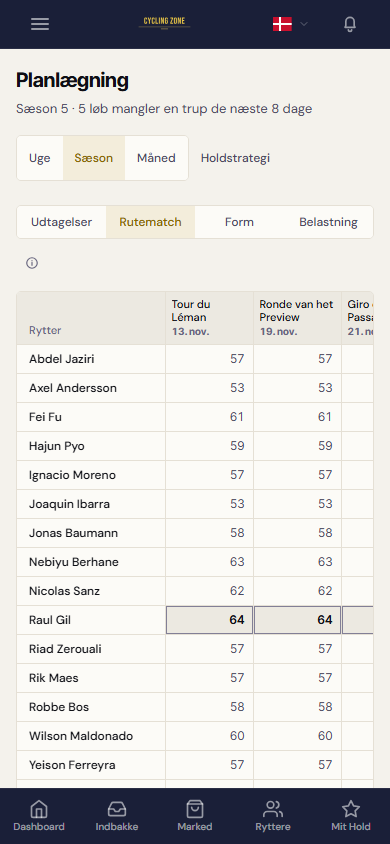 CYCLING ZONE
Planlægning
Sæson 5 · 5 løb mangler en trup de næste 8 dage
Uge Sæson Måned Holdstrategi
Udtagelser Rutematch Form Belastning
Rytter Tour du Léman 13. nov. Ronde van het Preview 19. nov. Giro Passa 21. n
Abdel Jaziri 57 57
Axel Andersson 53 53
Fei Fu 61 61
Hajun Pyo 59 59
Ignacio Moreno 57 57
Joaquin Ibarra 53 53
Jonas Baumann 58 58
Nebiyu Berhane 63 63
Nicolas Sanz 62 62
Raul Gil 64 64
Riad Zerouali 57 57
Rik Maes 57 57
Robbe Bos 58 58
Wilson Maldonado 60 60
Yeison Ferreyra 57 57
Dashboard Indbakke Marked Ryttere Mit Hold